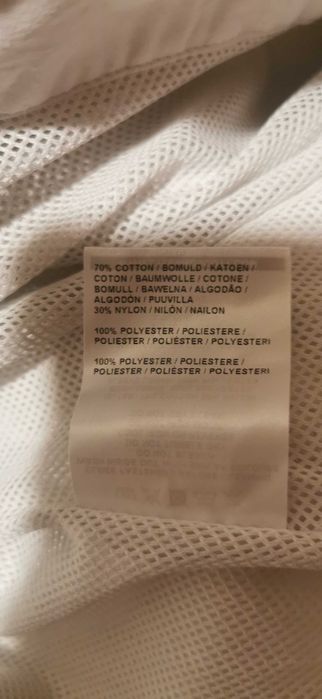 70% COTTON / BOMULD / KATOEN /
COTON / BAUMWOLLE / COTONE /
BOMULL / BAWELNA / ALGODÃO /
ALGODÓN / PUUVILLA
30% NYLON / NILÓN / NAILON
100% POLYESTER / POLIESTERE /
POLIESTER / POLIÉSTER / POLYESTERI
100% POLYESTER / POLIESTERE /
POLIESTER / POLIÉSTER / POLYESTERI